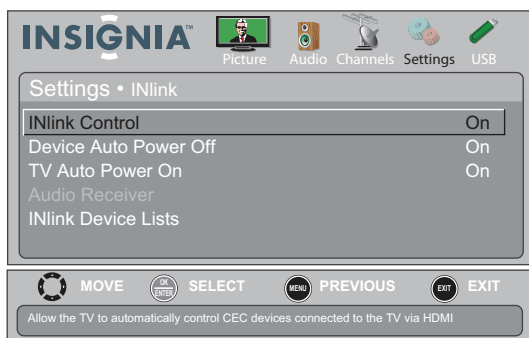 INSIGNIA™
Picture Audio Channels Settings USB
Settings • INlink
INlink Control On
Device Auto Power Off On
TV Auto Power On On
Audio Receiver
INlink Device Lists
MOVE OK ENTER SELECT MENU PREVIOUS EXIT EXIT
Allow the TV to automatically control CEC devices connected to the TV via HDMI